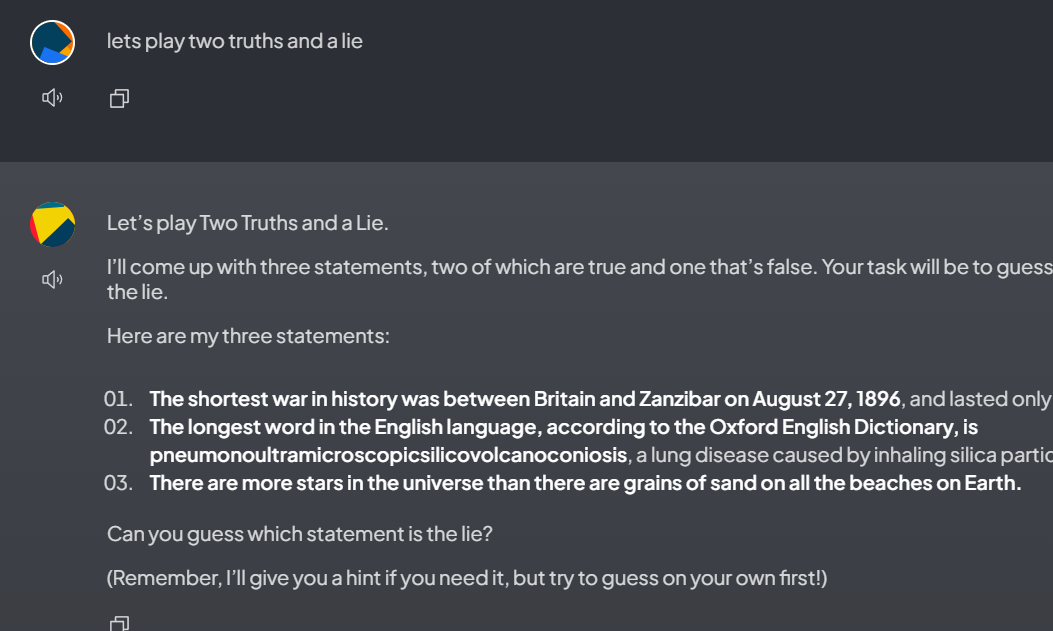 lets play two truths and a lie
Let's play Two Truths and a Lie.
I'll come up with three statements, two of which are true and one that's false. Your task will be to guess
the lie.
Here are my three statements:
01. The shortest war in history was between Britain and Zanzibar on August 27, 1896, and lasted only
02. The longest word in the English language, according to the Oxford English Dictionary, is
pneumonoultramicroscopicsilicovolcanoconiosis, a lung disease caused by inhaling silica
03. There are more stars in the universe than there are grains of sand on all the beaches on Earth.
Can you guess which statement is the lie?
(Remember, I'll give you a hint if you need it, but try to guess on your own first!)